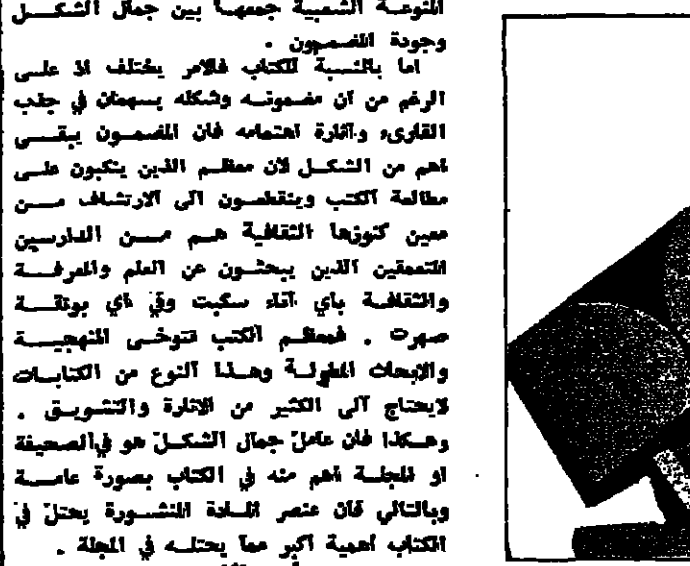 المنوعة الشعبية جمعها بين جمال الشكل
وجودة المضمون .
اما بالنسبة للكتاب فالامر يختلف اذ على
الرغم من ان مضمونه وشكله يسهمان في جذب
القارىء واثارة اهتمامه فان المضمون يبقى
اهم من الشكل لان معظم الذين ينكبون على
مطالعة الكتب وينقطعون الى الارتشاف من
معين كنوزها الثقافية هم من الدارسين
المتعمقين الذين يبحثون عن العلم والمعرفة
والثقافة باي اناء سكبت وفي اي بوتقة
صهرت . فمعظم الكتب تتوخى المنهجية
والابحاث المطولة وهذا النوع من الكتابات
لايحتاج الى الكثير من الاثارة والتشويق .
وهكذا فان عامل جمال الشكل هو في الصحيفة
او المجلة اهم منه في الكتاب بصورة عامة
وبالتالي فان عنصر المادة المنشورة يحتل في
الكتاب اهمية اكبر مما يحتله في المجلة .